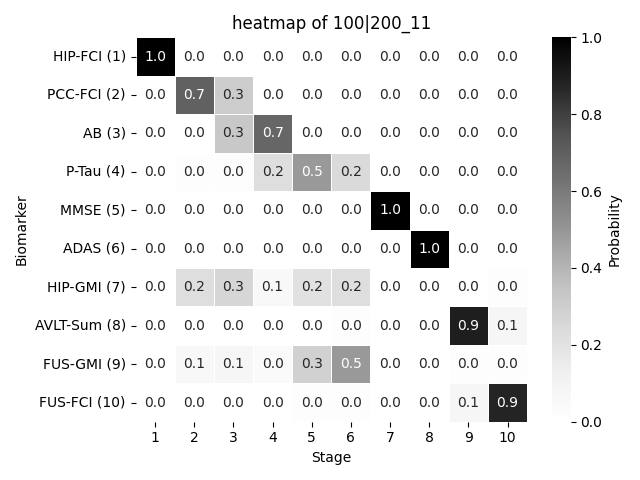 heatmap of 100|200_11
HIP-FCI (1) 1.0 0.0 0.0 0.0 0.0 0.0 0.0 0.0 0.0 0.0
PCC-FCI (2) 0.0 0.7 0.3 0.0 0.0 0.0 0.0 0.0 0.0 0.0
AB (3) 0.0 0.0 0.3 0.7 0.0 0.0 0.0 0.0 0.0 0.0
P-Tau (4) 0.0 0.0 0.0 0.2 0.5 0.2 0.0 0.0 0.0 0.0
MMSE (5) 0.0 0.0 0.0 0.0 0.0 0.0 1.0 0.0 0.0 0.0
ADAS (6) 0.0 0.0 0.0 0.0 0.0 0.0 0.0 1.0 0.0 0.0
HIP-GMI (7) 0.0 0.2 0.3 0.1 0.2 0.2 0.0 0.0 0.0 0.0
AVLT-Sum (8) 0.0 0.0 0.0 0.0 0.0 0.0 0.0 0.0 0.9 0.1
FUS-GMI (9) 0.0 0.1 0.1 0.0 0.3 0.5 0.0 0.0 0.0 0.0
FUS-FCI (10) 0.0 0.0 0.0 0.0 0.0 0.0 0.0 0.0 0.1 0.9
1 2 3 4 5 6 7 8 9 10
Stage
Biomarker
1.0
0.8
0.6
0.4
0.2
0.0
Probability